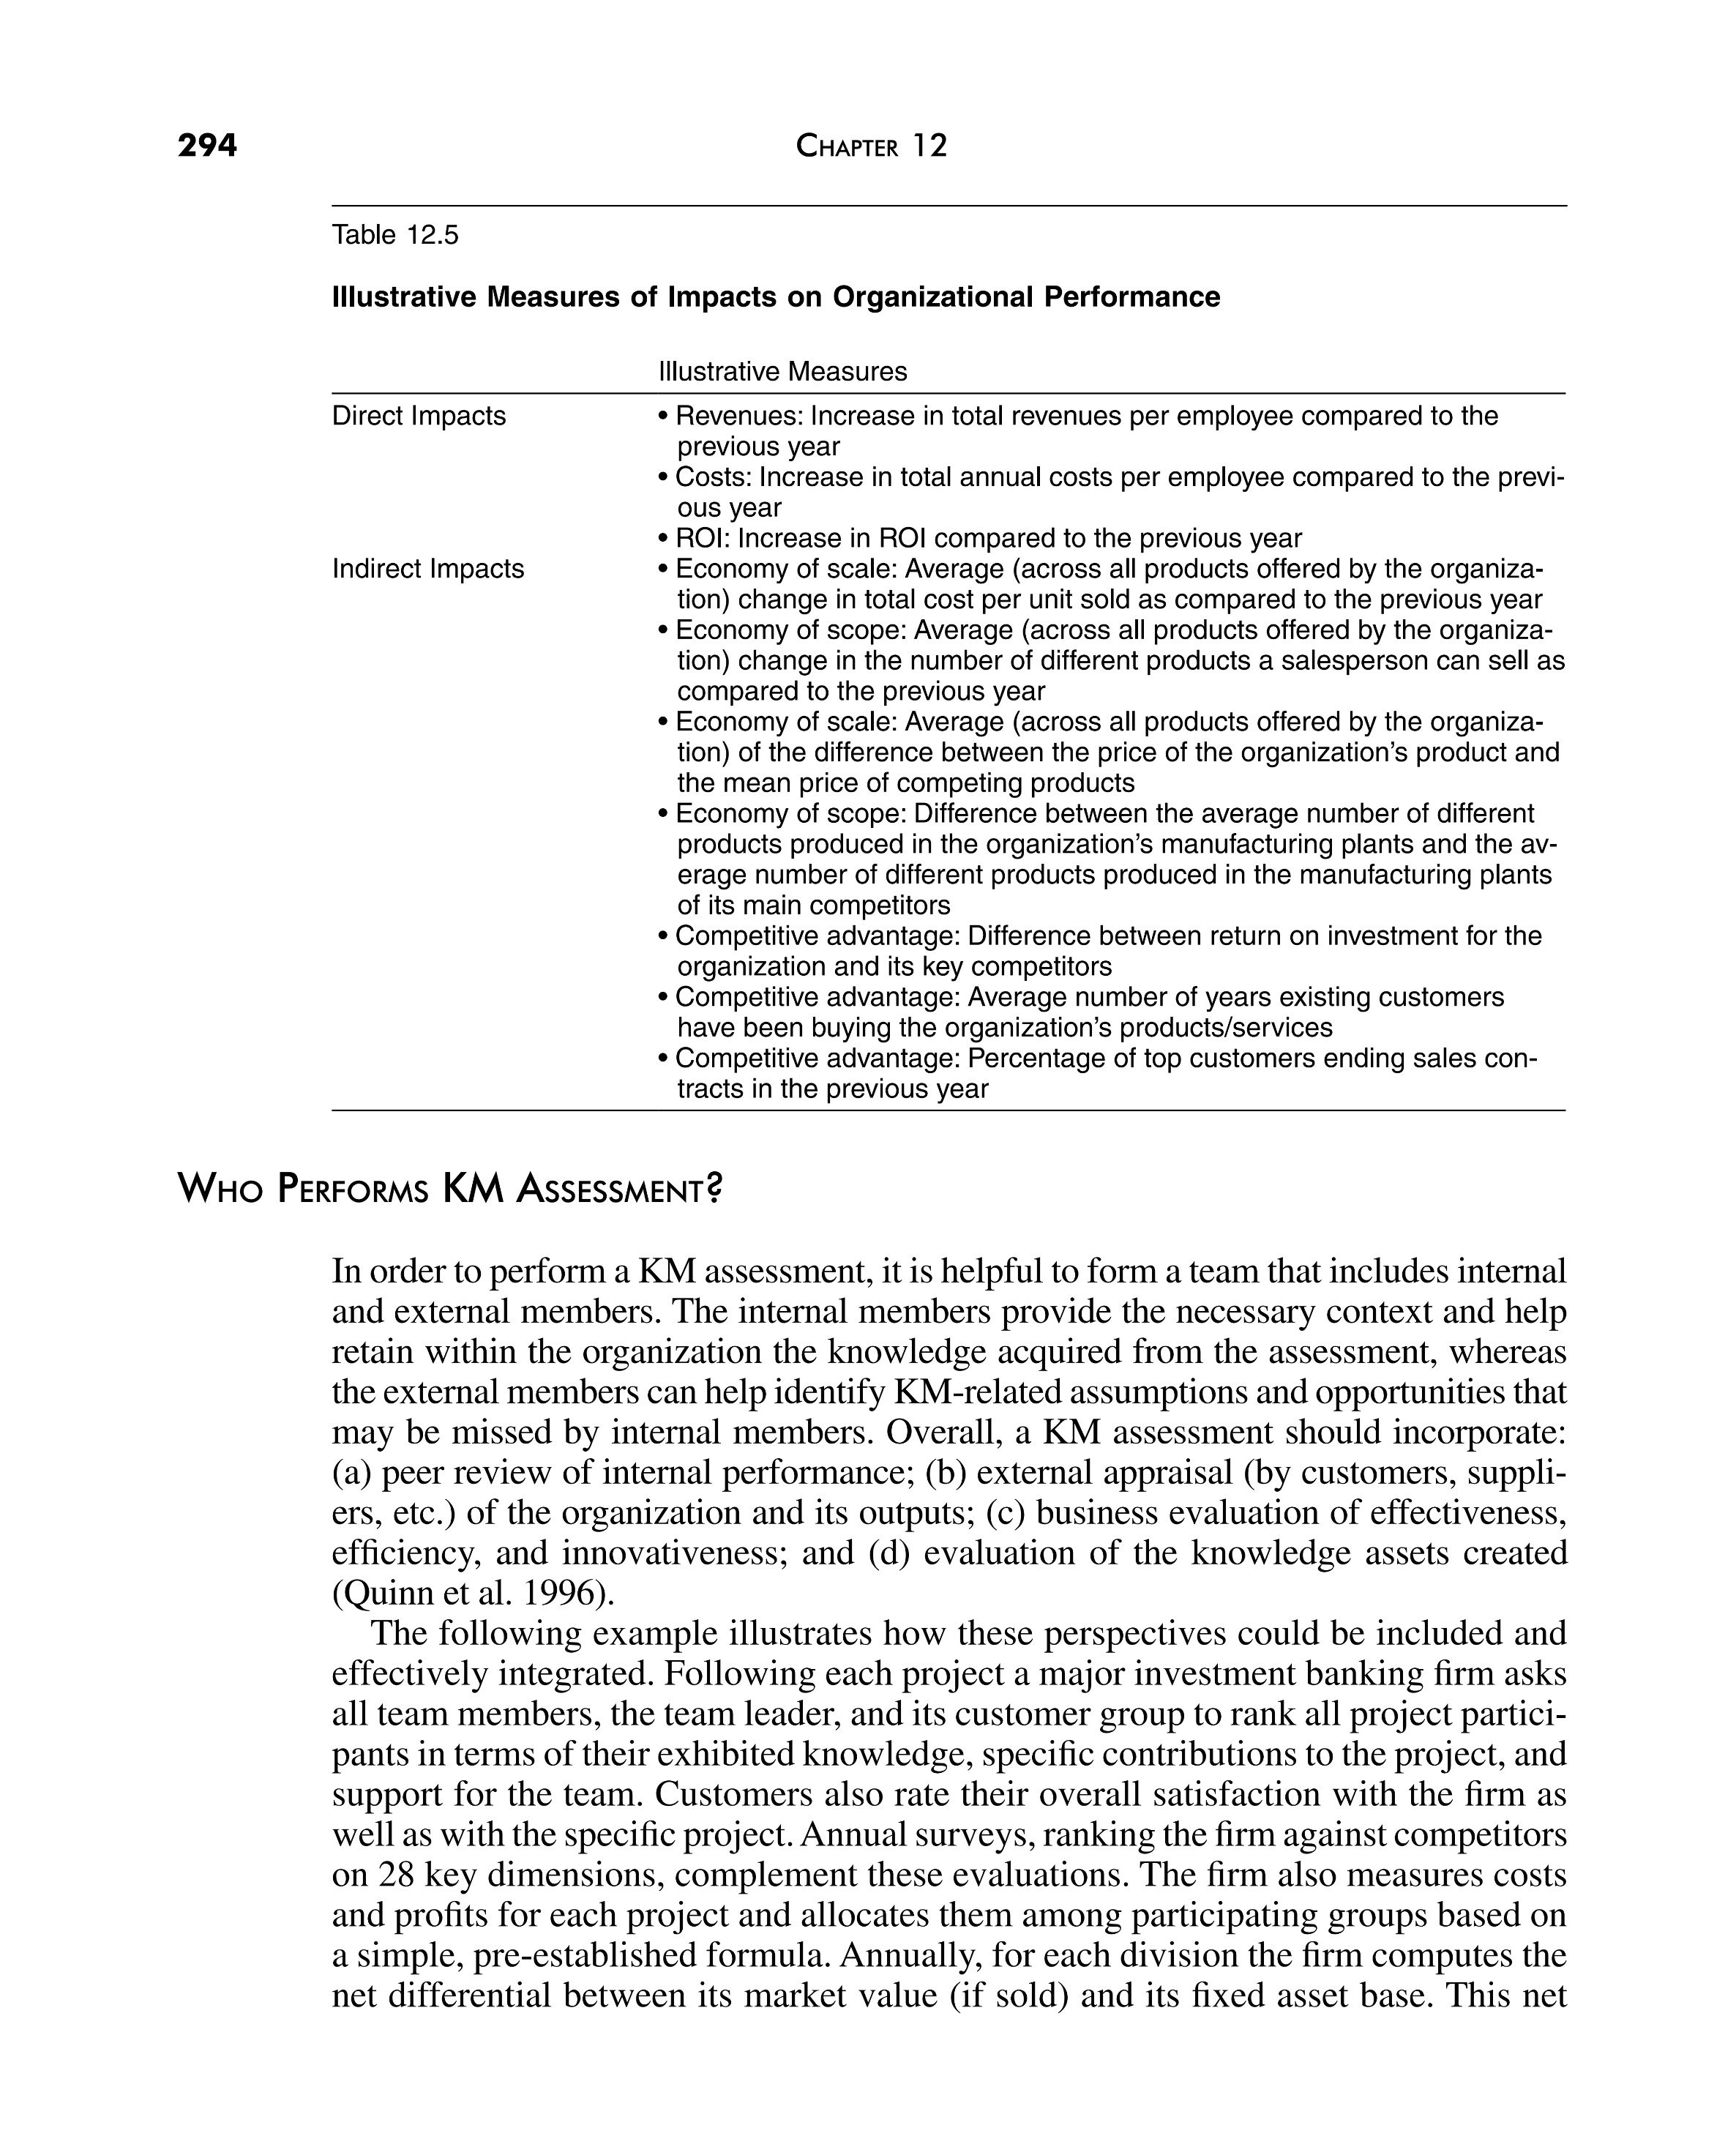 294
CHAPTER 12
Table 12.5
Illustrative Measures of Impacts on Organizational Performance
Illustrative Measures
Direct Impacts • Revenues: Increase in total revenues per employee compared to the
previous year
• Costs: Increase in total annual costs per employee compared to the previ-
ous year
• ROI: Increase in ROI compared to the previous year
Indirect Impacts • Economy of scale: Average (across all products offered by the organiza-
tion) change in total cost per unit sold as compared to the previous year
• Economy of scope: Average (across all products offered by the organiza-
tion) change in the number of different products a salesperson can sell as
compared to the previous year
• Economy of scale: Average (across all products offered by the organiza-
tion) of the difference between the price of the organization’s product and
the mean price of competing products
• Economy of scope: Difference between the average number of different
products produced in the organization’s manufacturing plants and the av-
erage number of different products produced in the manufacturing plants
of its main competitors
• Competitive advantage: Difference between return on investment for the
organization and its key competitors
• Competitive advantage: Average number of years existing customers
have been buying the organization’s products/services
• Competitive advantage: Percentage of top customers ending sales con-
tracts in the previous year
WHO PERFORMS KM ASSESSMENT?
In order to perform a KM assessment, it is helpful to form a team that includes internal
and external members. The internal members provide the necessary context and help
retain within the organization the knowledge acquired from the assessment, whereas
the external members can help identify KM-related assumptions and opportunities that
may be missed by internal members. Overall, a KM assessment should incorporate:
(a) peer review of internal performance; (b) external appraisal (by customers, suppli-
ers, etc.) of the organization and its outputs; (c) business evaluation of effectiveness,
efficiency, and innovativeness; and (d) evaluation of the knowledge assets created
(Quinn et al. 1996).
The following example illustrates how these perspectives could be included and
effectively integrated. Following each project a major investment banking firm asks
all team members, the team leader, and its customer group to rank all project partici-
pants in terms of their exhibited knowledge, specific contributions to the project, and
support for the team. Customers also rate their overall satisfaction with the firm as
well as with the specific project. Annual surveys, ranking the firm against competitors
on 28 key dimensions, complement these evaluations. The firm also measures costs
and profits for each project and allocates them among participating groups based on
a simple, pre-established formula. Annually, for each division the firm computes the
net differential between its market value (if sold) and its fixed asset base. This net